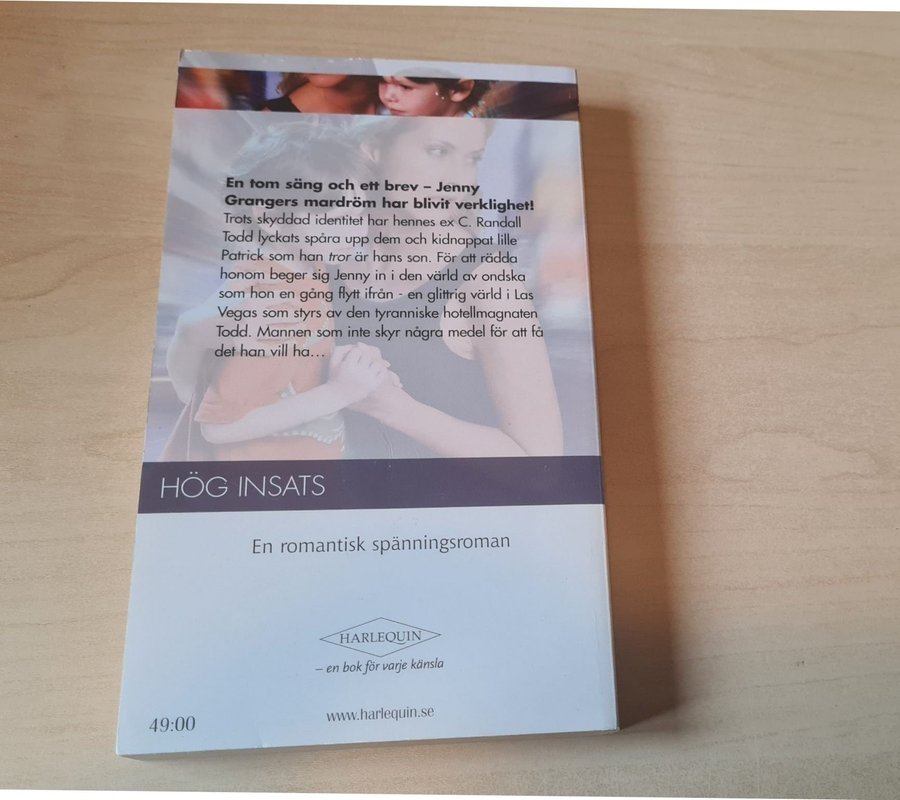 En tom säng och ett brev – Jenny
Grangers mardröm har blivit verklighet!
Trots skyddad identitet har hennes ex C. Randall
Todd lyckats spåra upp dem och kidnappat lille
Patrick som han tror är hans son. För att rädda
honom beger sig Jenny in i den värld av ondska
som hon en gång flytt ifrån - en glittrig värld i Las
Vegas som styrs av den tyranniske hotellmagnaten
Todd. Mannen som inte skyr några medel för att få
det han vill ha...
HÖG INSATS
En romantisk spänningsroman
HARLEQUIN
– en bok för varje känsla
www.harlequin.se
49:00